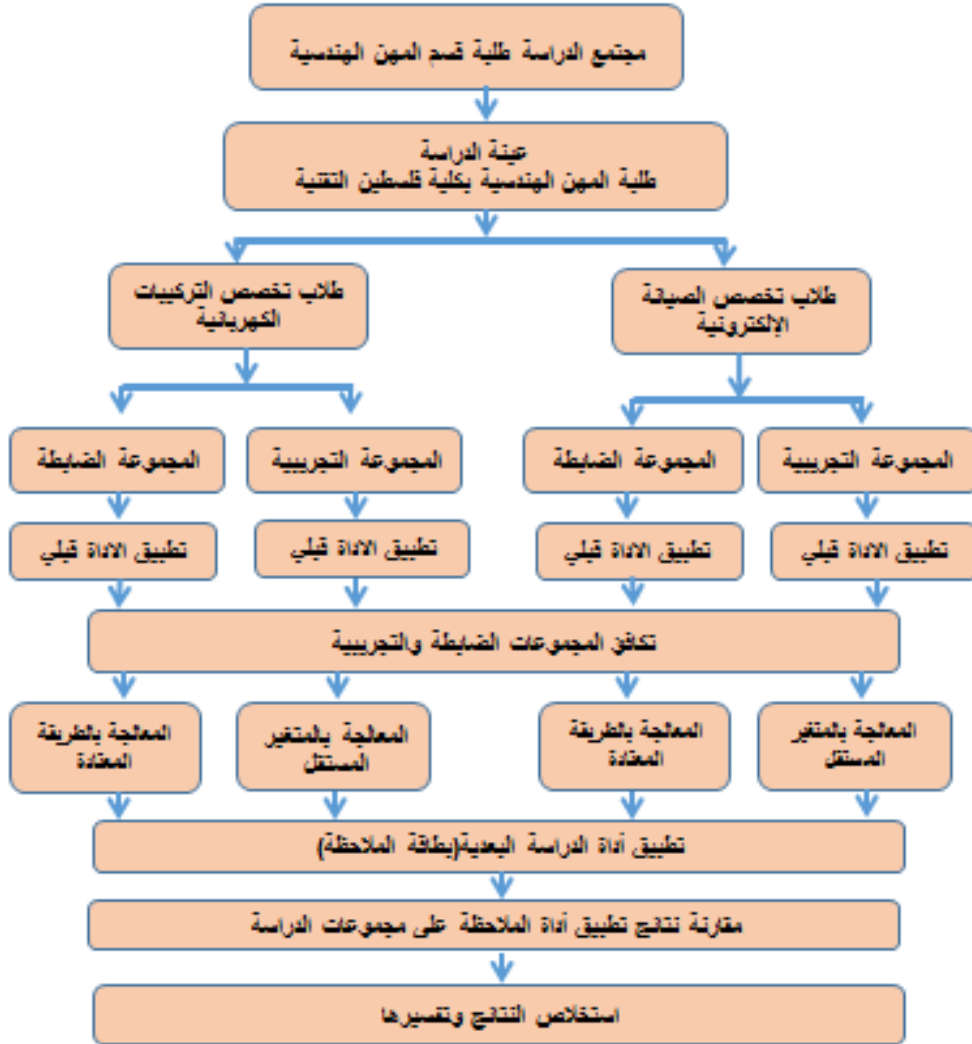 مجتمع الدراسة طلبة قسم المهن الهندسية
عينة الدراسة
طلبة المهن الهندسية بكلية فلسطين التقنية
طلاب تخصص الصيانة
الإلكترونية
طلاب تخصص التركيبات
الكهربائية
المجموعة التجريبية
المجموعة الضابطة
المجموعة التجريبية
المجموعة الضابطة
تطبيق الاداة قبلي
تطبيق الاداة قبلي
تطبيق الاداة قبلي
تطبيق الاداة قبلي
تكافؤ المجموعات الضابطة والتجريبية
المعالجة بالمتغير
المستقل
المعالجة بالطريقة
المعتادة
المعالجة بالمتغير
المستقل
المعالجة بالطريقة
المعتادة
تطبيق أداة الدراسة البعدية(بطاقة الملاحظة)
مقارنة نتائج تطبيق أداة الملاحظة على مجموعات الدراسة
استخلاص النتائج وتفسيرها